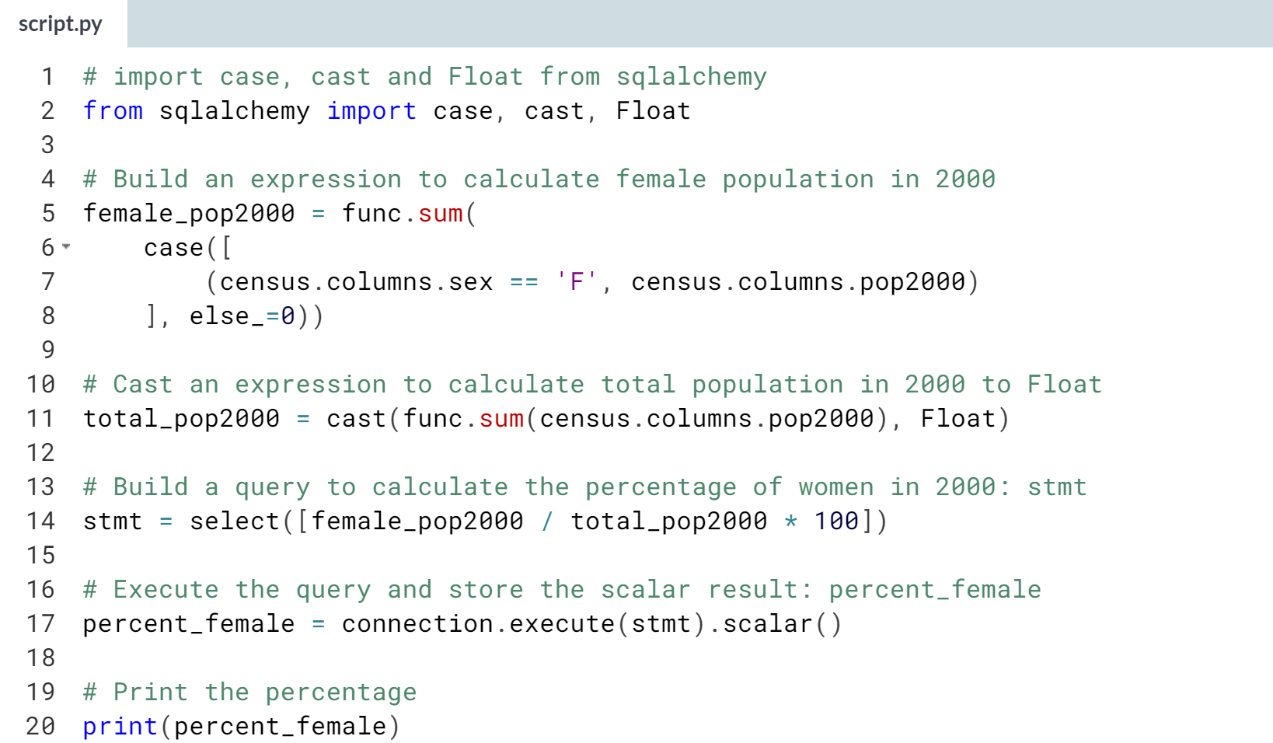 script.py
1 # import case, cast and Float from sqlalchemy
2 from sqlalchemy import case, cast, Float
3
4 # Build an expression to calculate female population in 2000
5 female_pop2000 = func.sum(
6     case([
7         (census.columns.sex == 'F', census.columns.pop2000)
8     ], else_=0))
9
10 # Cast an expression to calculate total population in 2000 to Float
11 total_pop2000 = cast(func.sum(census.columns.pop2000), Float)
12
13 # Build a query to calculate the percentage of women in 2000: stmt
14 stmt = select([female_pop2000 / total_pop2000 * 100])
15
16 # Execute the query and store the scalar result: percent_female
17 percent_female = connection.execute(stmt).scalar()
18
19 # Print the percentage
20 print(percent_female)